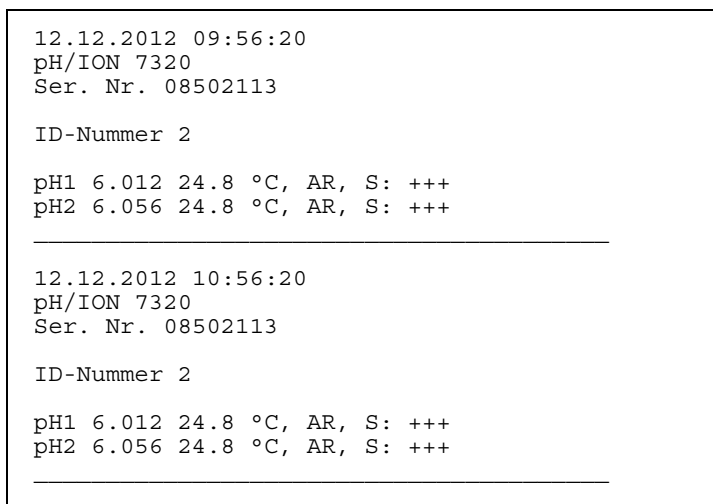 12.12.2012 09:56:20
pH/ION 7320
Ser. Nr. 08502113
ID-Nummer 2
pH1 6.012 24.8 °C, AR, S: +++
pH2 6.056 24.8 °C, AR, S: +++
12.12.2012 10:56:20
pH/ION 7320
Ser. Nr. 08502113
ID-Nummer 2
pH1 6.012 24.8 °C, AR, S: +++
pH2 6.056 24.8 °C, AR, S: +++